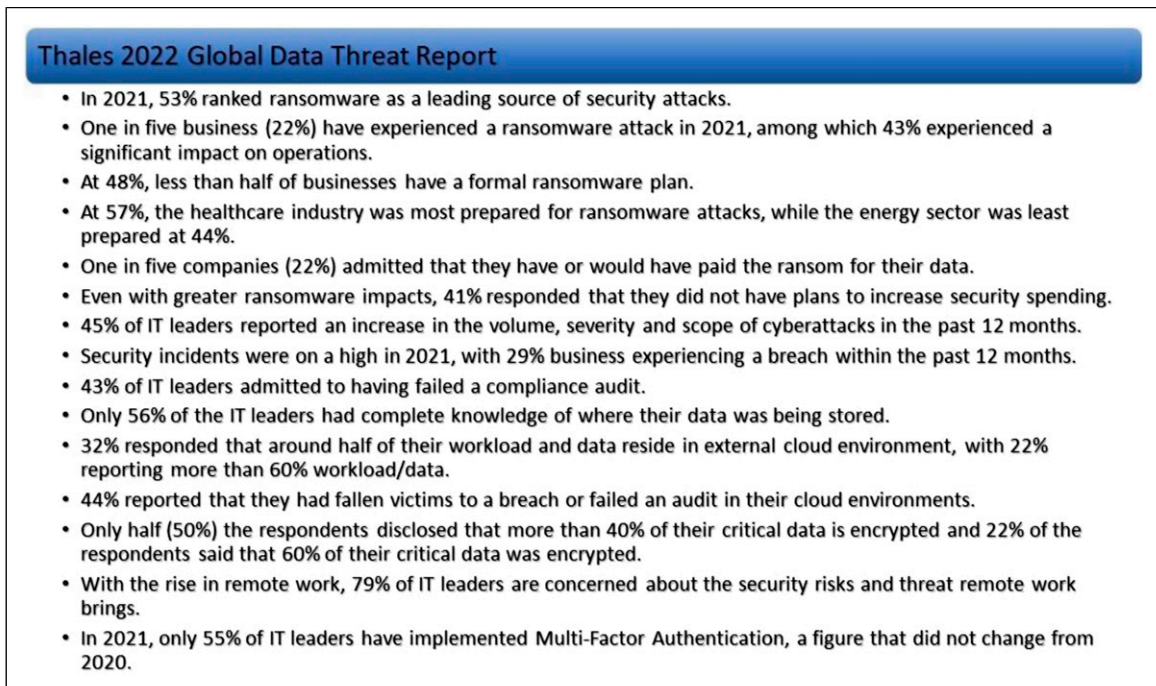 Thales 2022 Global Data Threat Report
• In 2021, 53% ranked ransomware as a leading source of security attacks.
• One in five business (22%) have experienced a ransomware attack in 2021, among which 43% experienced a
significant impact on operations.
• At 48%, less than half of businesses have a formal ransomware plan.
• At 57%, the healthcare industry was most prepared for ransomware attacks, while the energy sector was least
prepared at 44%.
• One in five companies (22%) admitted that they have or would have paid the ransom for their data.
• Even with greater ransomware impacts, 41% responded that they did not have plans to increase security spending.
• 45% of IT leaders reported an increase in the volume, severity and scope of cyberattacks in the past 12 months.
• Security incidents were on a high in 2021, with 29% business experiencing a breach within the past 12 months.
• 43% of IT leaders admitted to having failed a compliance audit.
• Only 56% of the IT leaders had complete knowledge of where their data was being stored.
• 32% responded that around half of their workload and data reside in external cloud environment, with 22%
reporting more than 60% workload/data.
• 44% reported that they had fallen victims to a breach or failed an audit in their cloud environments.
• Only half (50%) the respondents disclosed that more than 40% of their critical data is encrypted and 22% of the
respondents said that 60% of their critical data was encrypted.
• With the rise in remote work, 79% of IT leaders are concerned about the security risks and threat remote work
brings.
• In 2021, only 55% of IT leaders have implemented Multi-Factor Authentication, a figure that did not change from
2020.